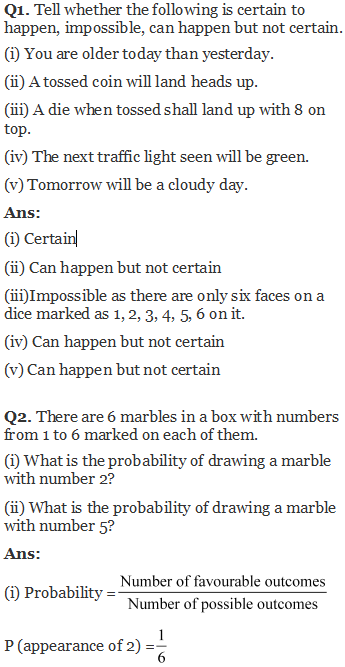 Q1. Tell whether the following is certain to
happen, impossible, can happen but not certain.
(i) You are older today than yesterday.
(ii) A tossed coin will land heads up.
(iii) A die when tossed shall land up with 8 on
top.
(iv) The next traffic light seen will be green.
(v) Tomorrow will be a cloudy day.
Ans:
(i) Certain
(ii) Can happen but not certain
(iii)Impossible as there are only six faces on a
dice marked as 1, 2, 3, 4, 5, 6 on it.
(iv) Can happen but not certain
(v) Can happen but not certain
Q2. There are 6 marbles in a box with numbers
from 1 to 6 marked on each of them.
(i) What is the probability of drawing a marble
with number 2?
(ii) What is the probability of drawing a marble
with number 5?
Ans:
(i) Probability = Number of favourable outcomes
Number of possible outcomes
P (appearance of 2) = 1
6